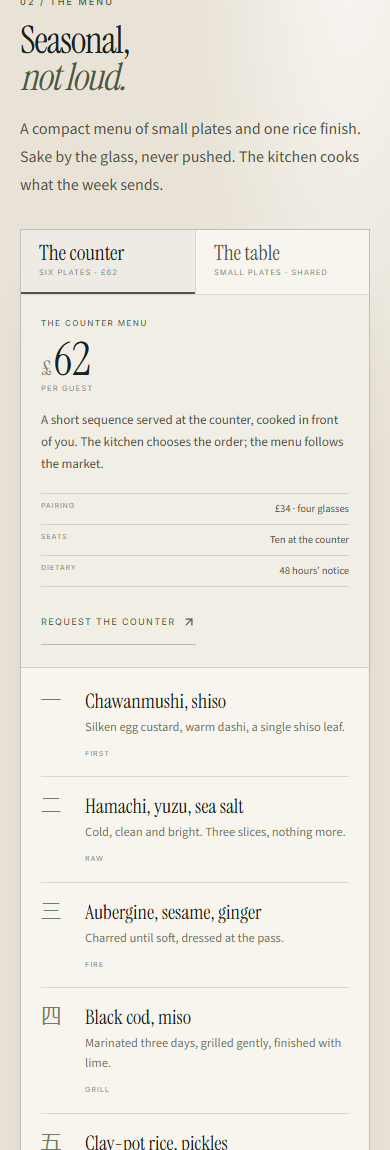 02 / THE MENU
Seasonal,
not loud.
A compact menu of small plates and one rice finish.
Sake by the glass, never pushed. The kitchen cooks
what the week sends.
The counter
SIX PLATES · £62
The table
SMALL PLATES · SHARED
THE COUNTER MENU
£62
PER GUEST
A short sequence served at the counter, cooked in front
of you. The kitchen chooses the order; the menu follows
the market.
PAIRING
£34 · four glasses
SEATS
Ten at the counter
DIETARY
48 hours' notice
REQUEST THE COUNTER
一
Chawanmushi, shiso
Silken egg custard, warm dashi, a single shiso leaf.
FIRST
二
Hamachi, yuzu, sea salt
Cold, clean and bright. Three slices, nothing more.
RAW
三
Aubergine, sesame, ginger
Charred until soft, dressed at the pass.
FIRE
四
Black cod, miso
Marinated three days, grilled gently, finished with
lime.
GRILL
五
Clay-pot rice, pickles